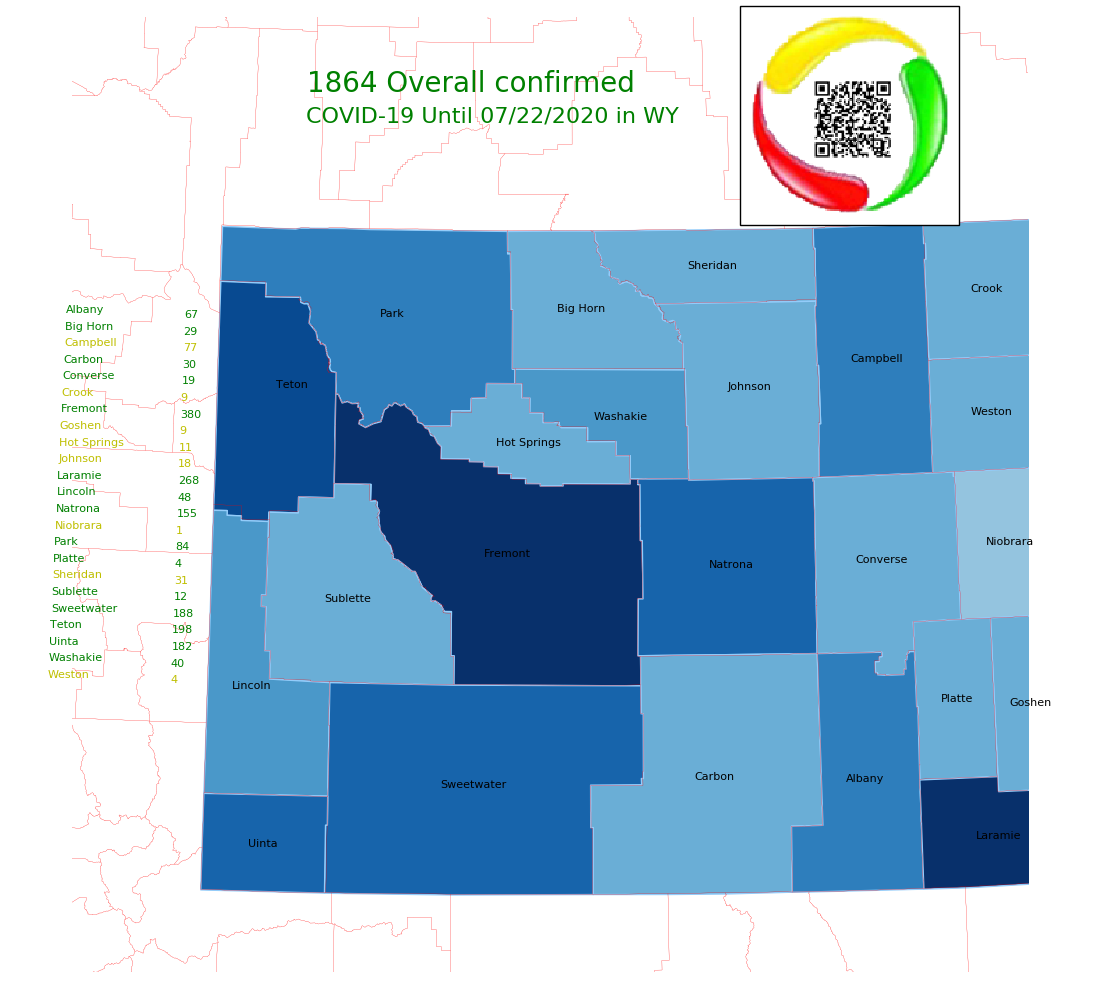 1864 Overall confirmed
COVID-19 Until 07/22/2020 in WY
Albany 67
Big Horn 29
Campbell 77
Carbon 30
Converse 19
Crook 9
Fremont 380
Goshen 9
Hot Springs 11
Johnson 18
Laramie 268
Lincoln 48
Natrona 155
Niobrara 1
Park 84
Platte 4
Sheridan 31
Sublette 12
Sweetwater 188
Teton 198
Uinta 182
Washakie 40
Weston 4
Sheridan
Crook
Big Horn
Park
Campbell
Teton
Johnson
Weston
Washakie
Hot Springs
Niobrara
Fremont
Converse
Natrona
Sublette
Lincoln
Platte
Goshen
Carbon
Albany
Sweetwater
Laramie
Uinta